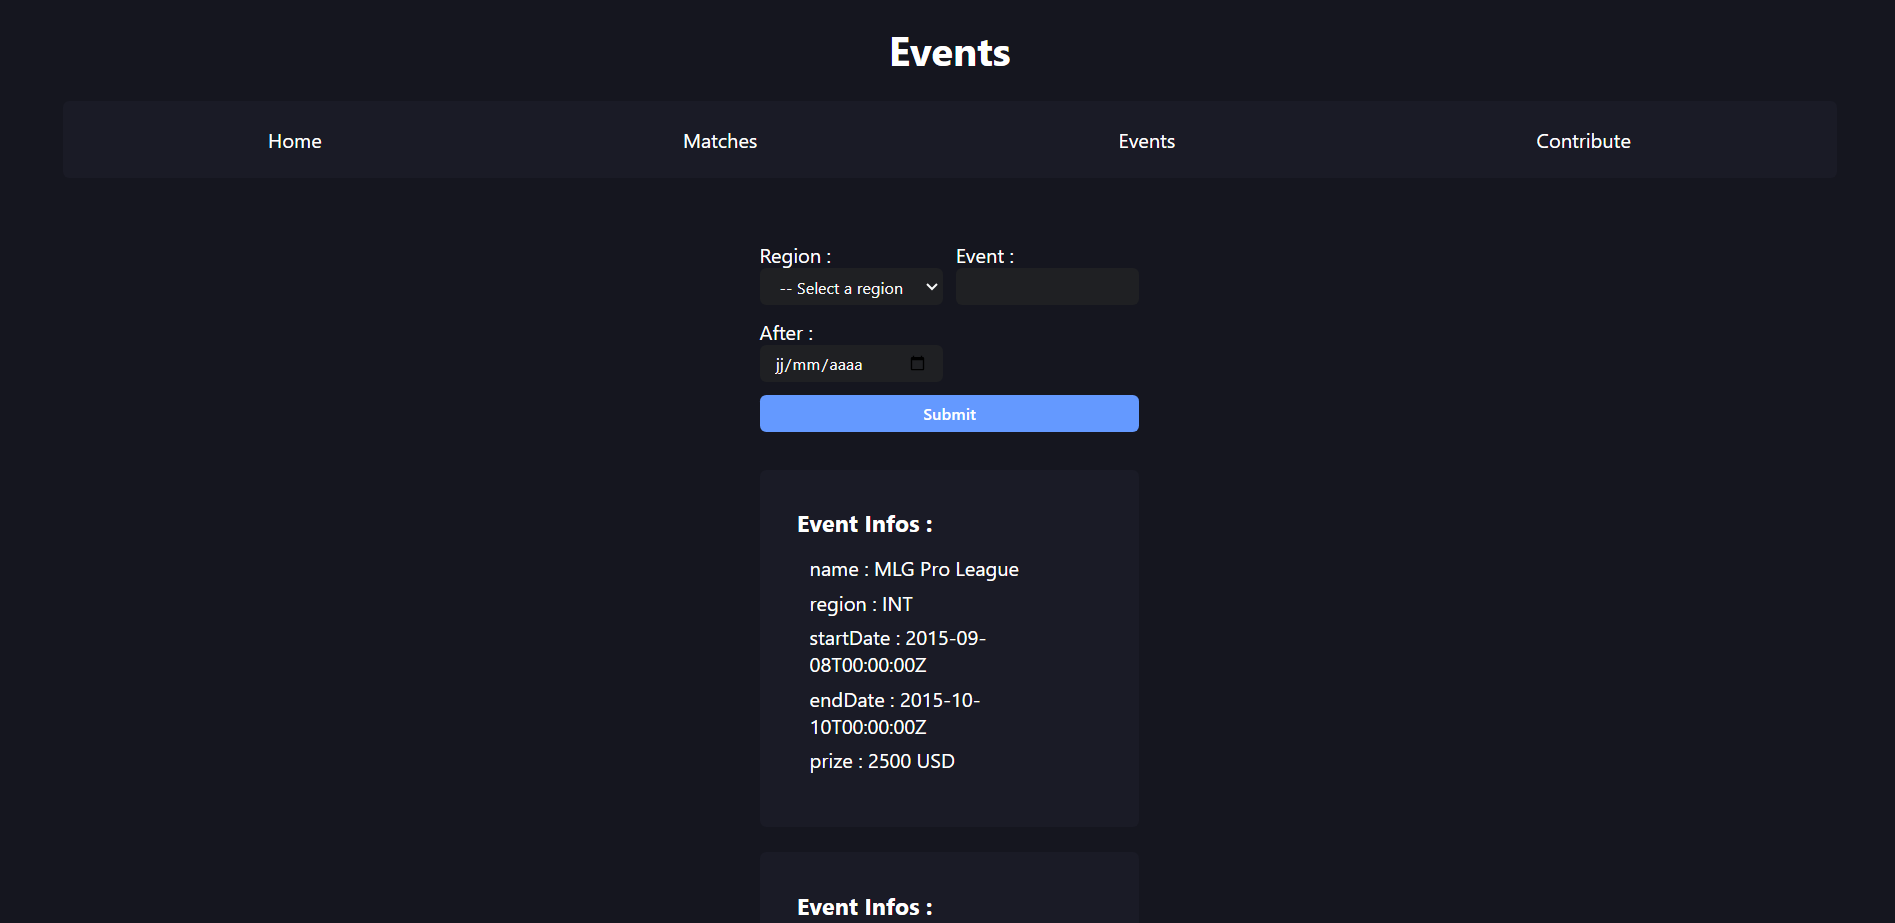 Events
Home Matches Events Contribute
Region : Event :
-- Select a region
After :
jj/mm/aaaa
Submit
Event Infos :
name : MLG Pro League
region : INT
startDate : 2015-09-
08T00:00:00Z
endDate : 2015-10-
10T00:00:00Z
prize : 2500 USD
Event Infos :